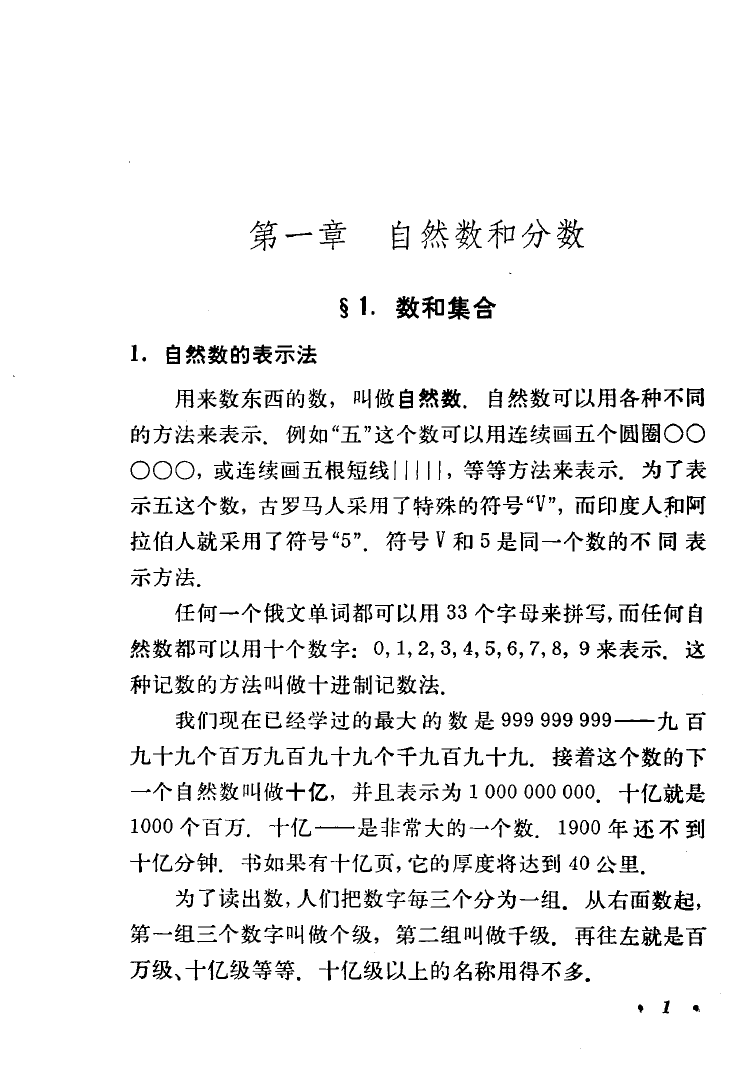 第一章　自然数和分数
§1. 数和集合
1. 自然数的表示法
用来数东西的数，叫做自然数．自然数可以用各种不同
的方法来表示．例如“五”这个数可以用连续画五个圆圈〇〇
〇〇〇，或连续画五根短线|||||，等等方法来表示．为了表
示五这个数，古罗马人采用了特殊的符号“V”，而印度人和阿
拉伯人就采用了符号“5”．符号V和5是同一个数的不同表
示方法．
任何一个俄文单词都可以用33个字母来拼写，而任何自
然数都可以用十个数字：0,1,2,3,4,5,6,7,8,9来表示．这
种记数的方法叫做十进制记数法．
我们现在已经学过的最大的数是999 999 999——九百
九十九个百万九百九十九个千九百九十九．接着这个数的下
一个自然数叫做十亿，并且表示为1 000 000 000．十亿就是
1000个百万．十亿——是非常大的一个数．1900年还不到
十亿分钟．书如果有十亿页，它的厚度将达到40公里．
为了读出数，人们把数字每三个分为一组．从右面数起，
第一组三个数字叫做个级，第二组叫做千级．再往左就是百
万级、十亿级等等．十亿级以上的名称用得不多．
• 1 •